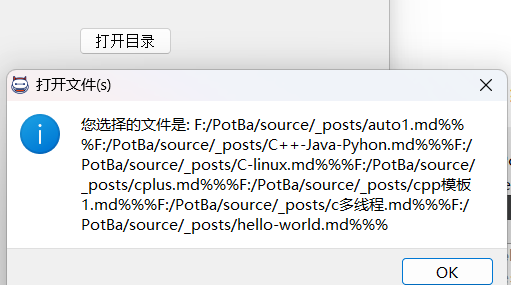 打开目录
打开文件(s)
您选择的文件是: F:/PotBa/source/_posts/auto1.md%%
%F:/PotBa/source/_posts/C++-Java-Pyhon.md%%%F:/
PotBa/source/_posts/C-linux.md%%%F:/PotBa/source/
_posts/cplus.md%%%F:/PotBa/source/_posts/cpp模板
1.md%%%F:/PotBa/source/_posts/c多线程.md%%%F:/
PotBa/source/_posts/hello-world.md%%%
OK